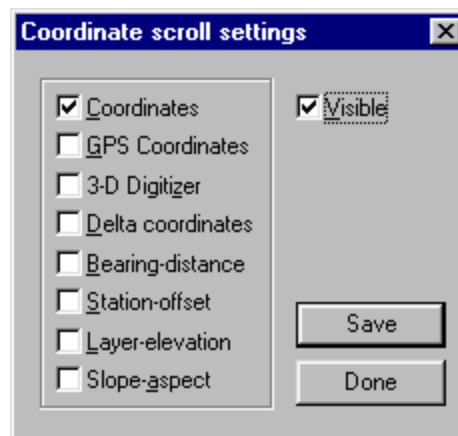 Coordinate scroll settings
Coordinates
Visible
GPS Coordinates
3-D Digitizer
Delta coordinates
Bearing-distance
Station-offset
Layer-elevation
Slope-aspect
Save
Done